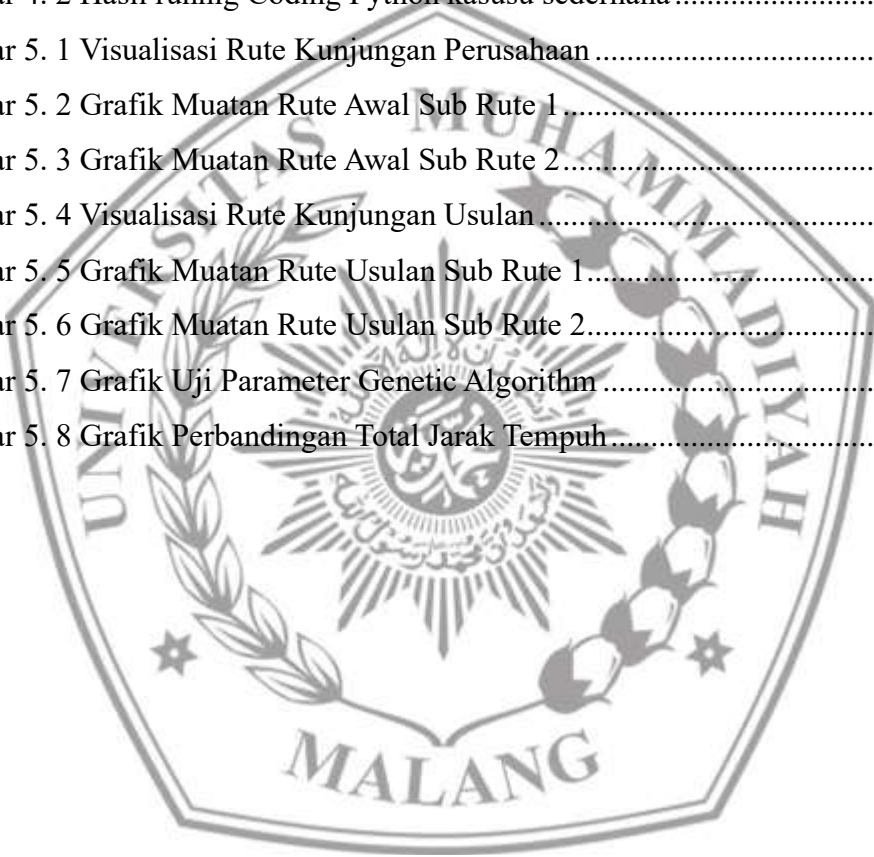 ar 4. 2 Hasil runing Coding Python kasusu sederhana
ar 5. 1 Visualisasi Rute Kunjungan Perusahaan
ar 5. 2 Grafik Muatan Rute Awal Sub Rute 1
ar 5. 3 Grafik Muatan Rute Awal Sub Rute 2
ar 5. 4 Visualisasi Rute Kunjungan Usulan
ar 5. 5 Grafik Muatan Rute Usulan Sub Rute 1
ar 5. 6 Grafik Muatan Rute Usulan Sub Rute 2
ar 5. 7 Grafik Uji Parameter Genetic Algorithm
ar 5. 8 Grafik Perbandingan Total Jarak Tempuh
UNIVERSITAS MUHAMMADIYAH
MALANG